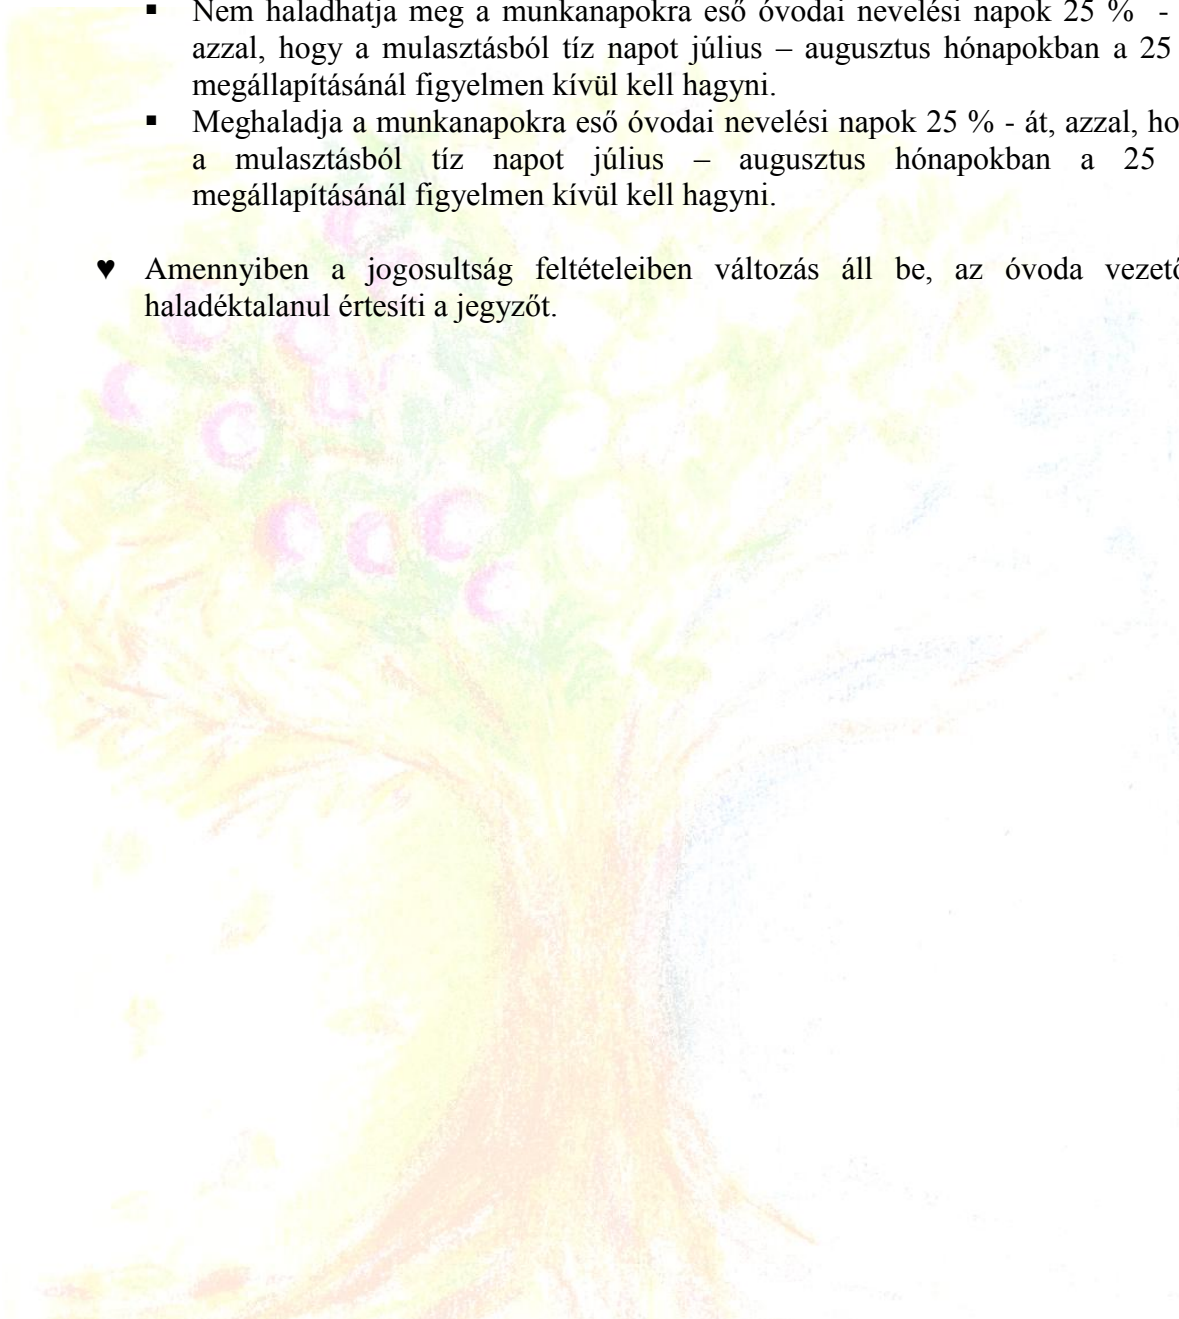 ▪ Nem haladhatja meg a munkanapokra eső óvodai nevelési napok 25 % -
azzal, hogy a mulasztásból tíz napot július – augusztus hónapokban a 25
megállapításánál figyelmen kívül kell hagyni.
▪ Meghaladja a munkanapokra eső óvodai nevelési napok 25 % - át, azzal, ho
a mulasztásból tíz napot július – augusztus hónapokban a 25
megállapításánál figyelmen kívül kell hagyni.
♥ Amennyiben a jogosultság feltételeiben változás áll be, az óvoda vezető
haladéktalanul értesíti a jegyzőt.